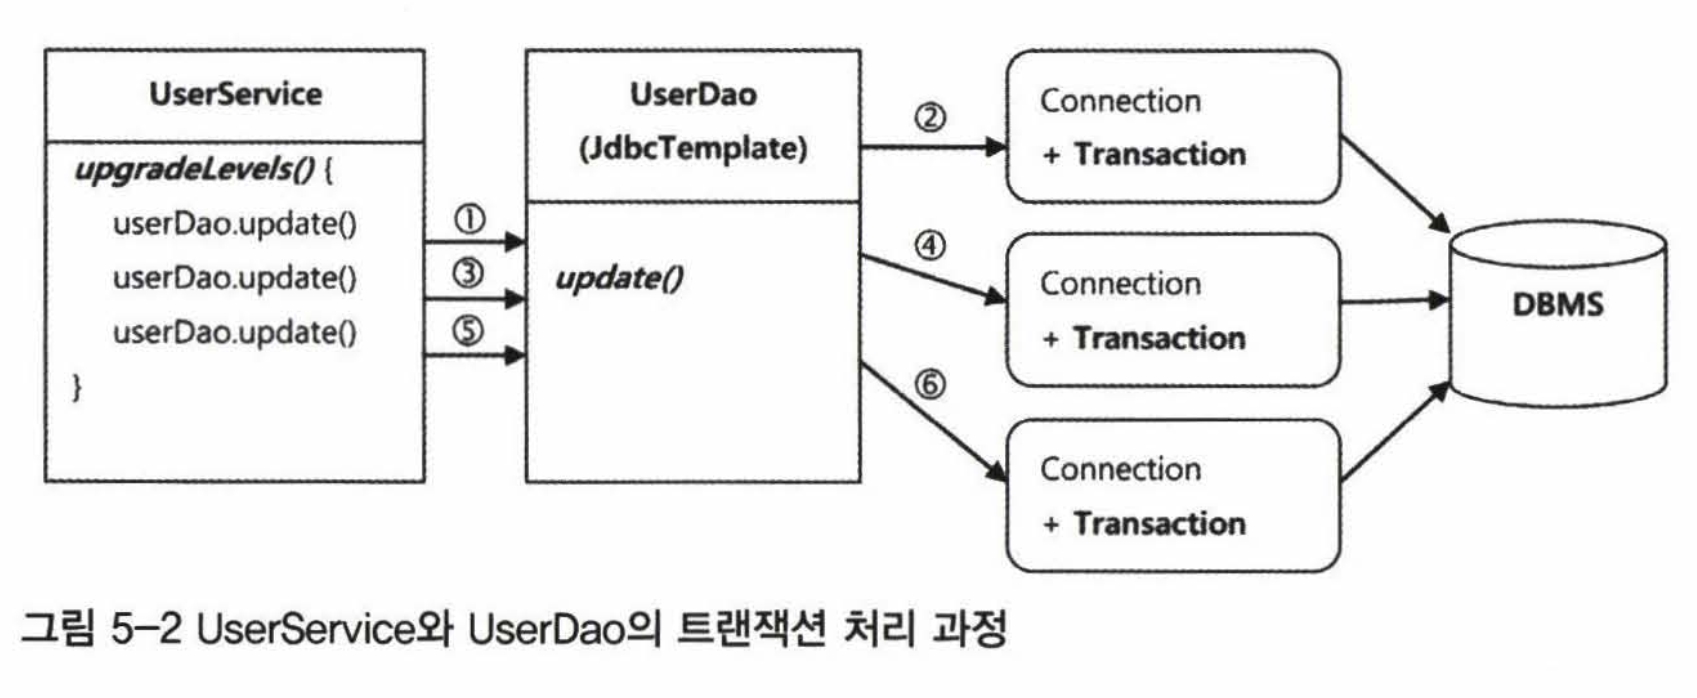 UserService
upgradeLevels() {
userDao.update()
userDao.update()
userDao.update()
}
①
③
⑤
UserDao
(JdbcTemplate)
update()
②
④
⑥
Connection
+ Transaction
Connection
+ Transaction
Connection
+ Transaction
DBMS
그림 5-2 UserService와 UserDao의 트랜잭션 처리 과정